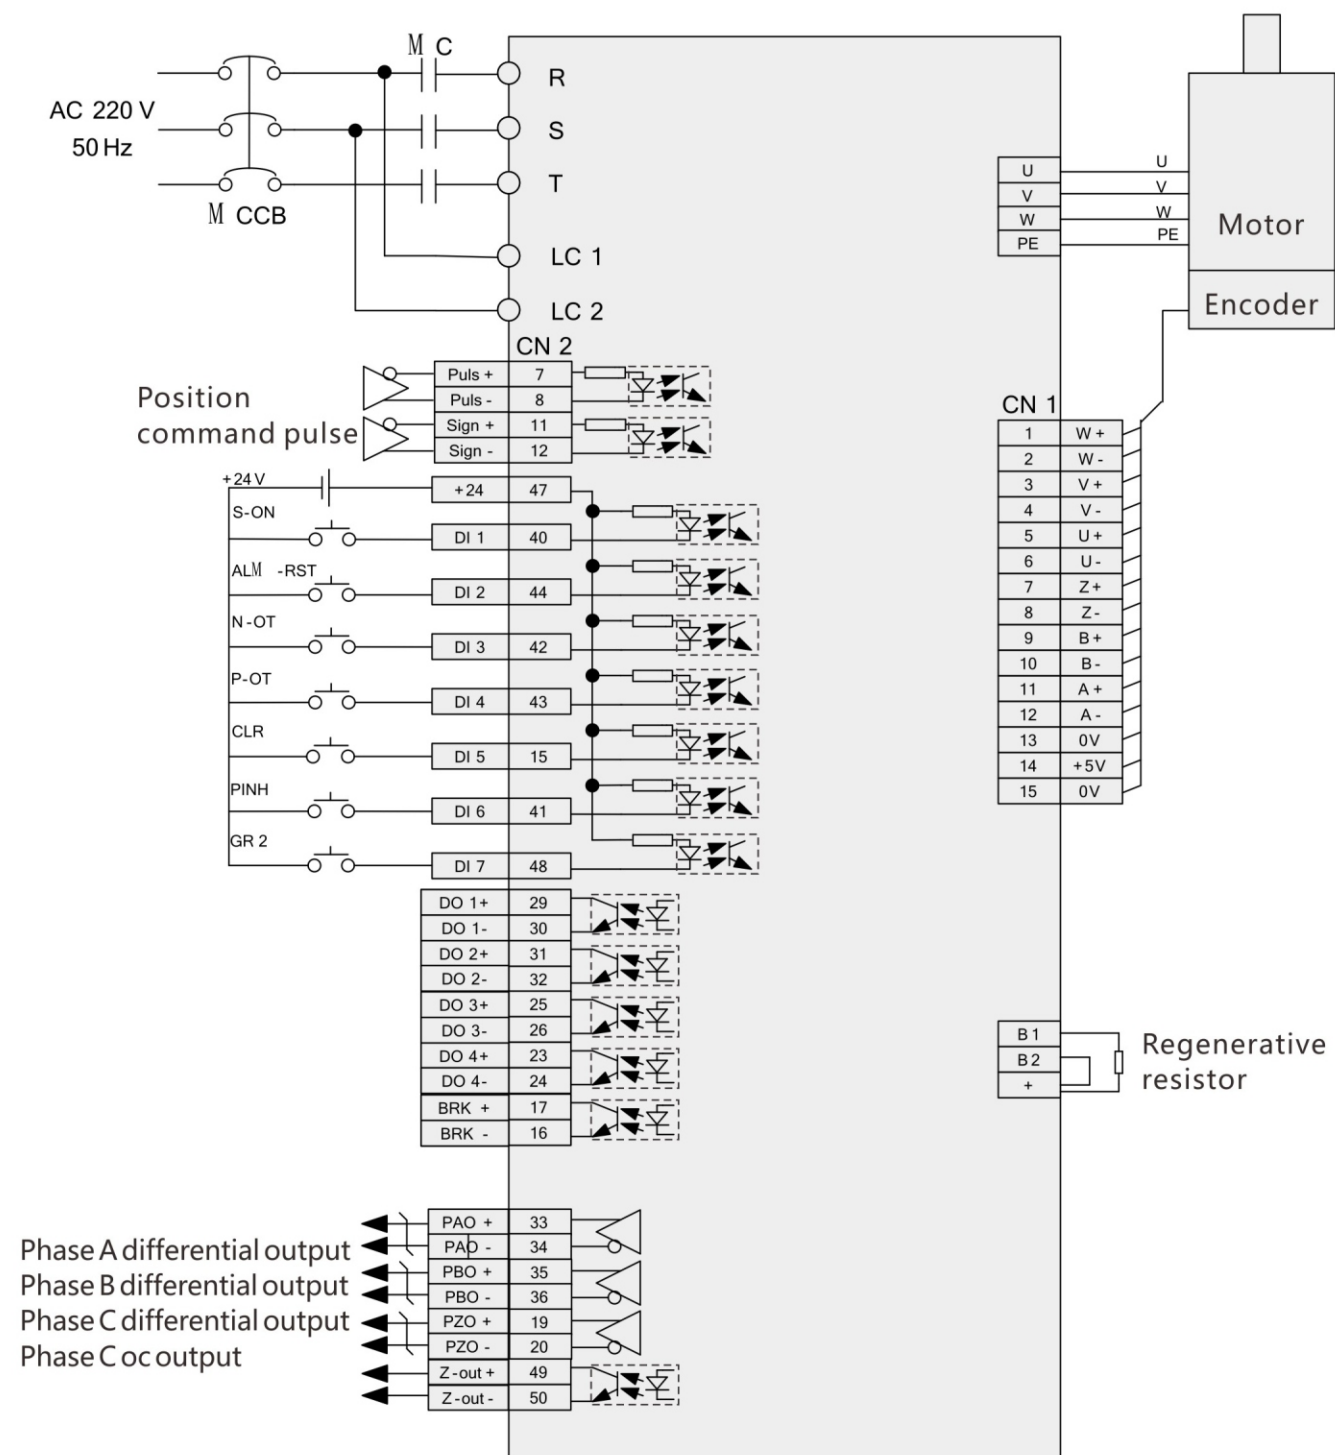 M C
R
AC 220 V
50 Hz
S
T
M CCB
LC 1
LC 2
U U
V V
W W
PE PE
Motor
Encoder
CN 2
Position
command pulse
Puls + 7
Puls - 8
Sign + 11
Sign - 12
+24 V
+24 47
S-ON
DI 1 40
ALM -RST
DI 2 44
N-OT
DI 3 42
P-OT
DI 4 43
CLR
DI 5 15
PINH
DI 6 41
GR 2
DI 7 48
CN 1
1 W +
2 W -
3 V +
4 V -
5 U +
6 U -
7 Z+
8 Z-
9 B +
10 B -
11 A +
12 A -
13 0V
14 +5V
15 0V
DO 1+ 29
DO 1- 30
DO 2+ 31
DO 2- 32
DO 3+ 25
DO 3- 26
DO 4+ 23
DO 4- 24
BRK + 17
BRK - 16
B 1
B 2
+
Regenerative
resistor
PAO + 33
PAO - 34
PBO + 35
PBO - 36
PZO + 19
PZO - 20
Z-out + 49
Z-out - 50
Phase A differential output
Phase B differential output
Phase C differential output
Phase C oc output